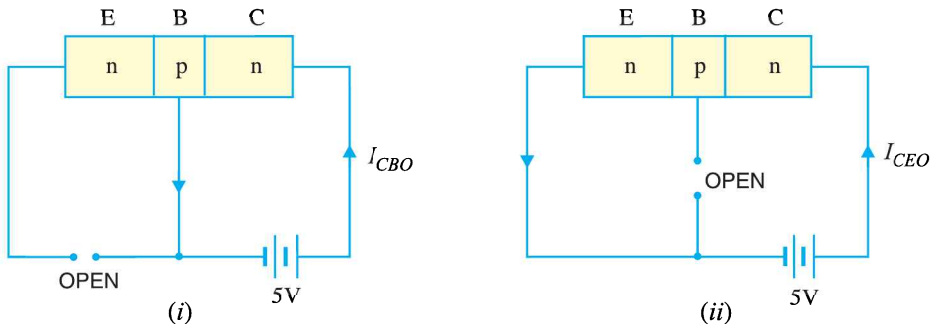 E B C
n p n
I_CBO
OPEN
5V
(i)
E B C
n p n
I_CEO
OPEN
5V
(ii)